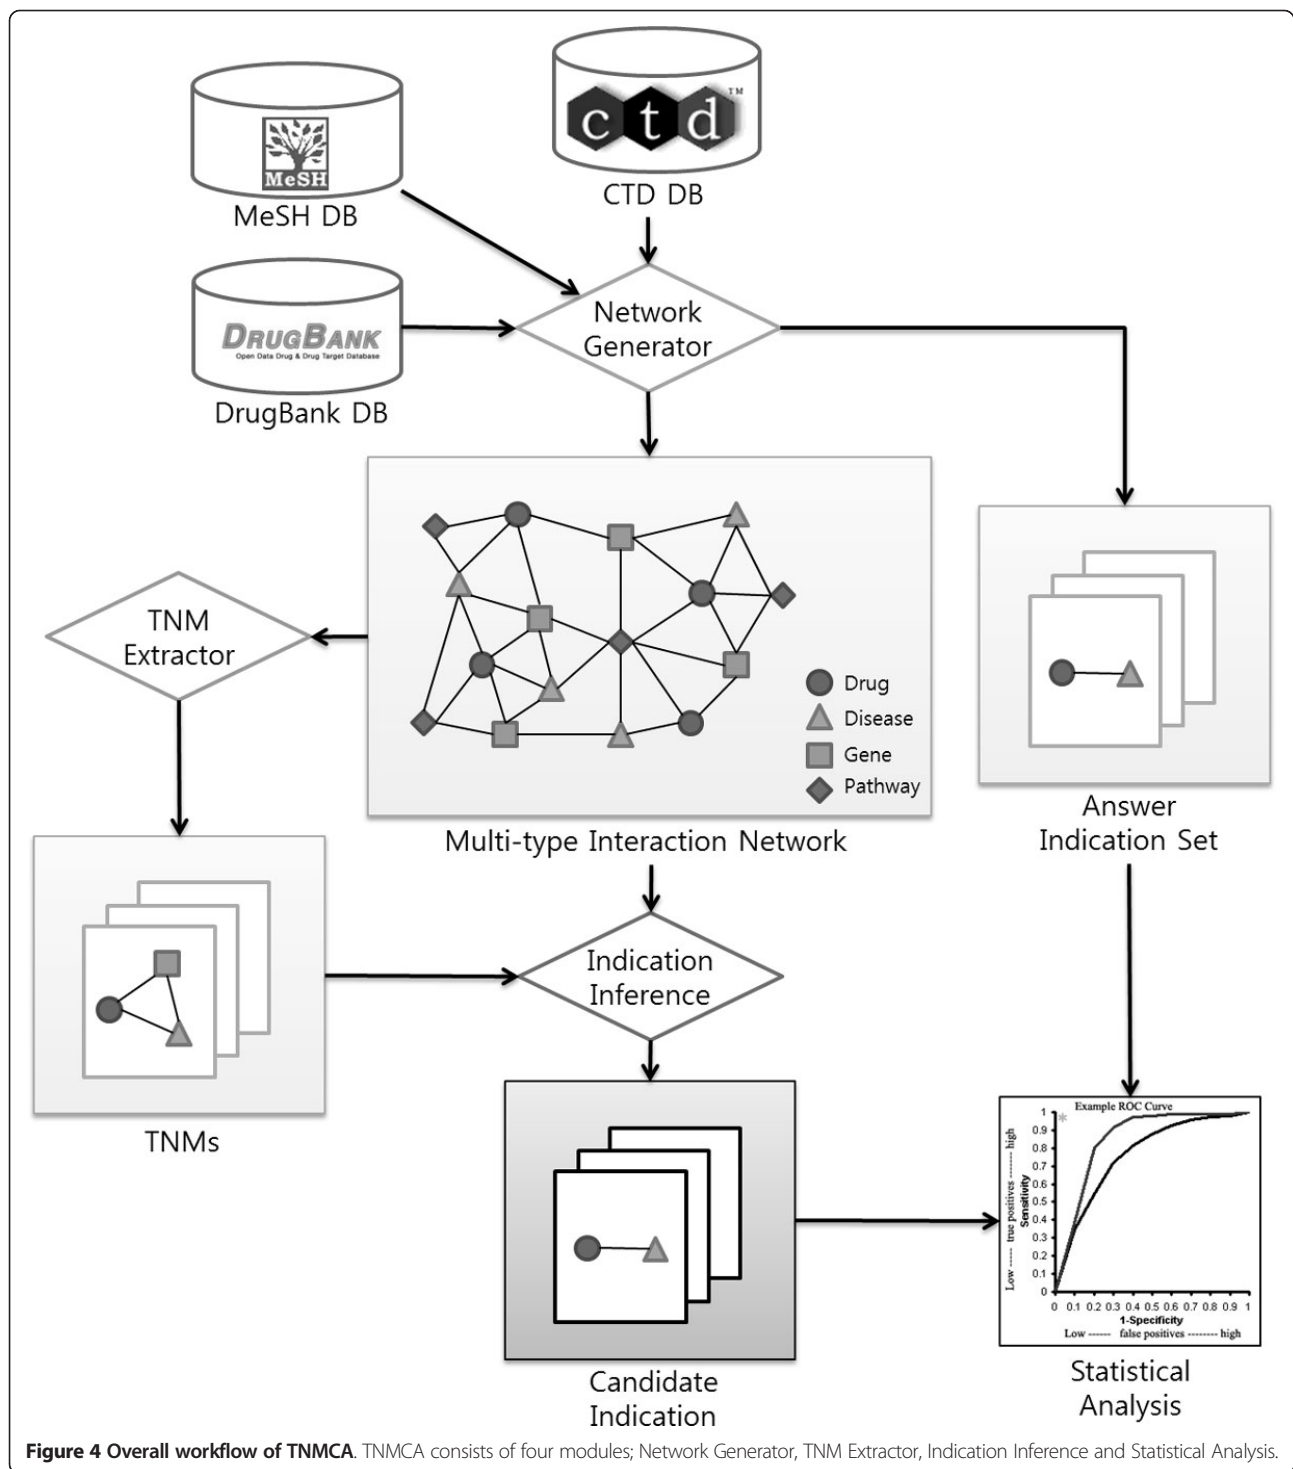 MeSH
MeSH DB
ctd™
CTD DB
DRUGBANK
Open Data Drug & Drug Target Database
DrugBank DB
Network
Generator
TNM
Extractor
Drug
Disease
Gene
Pathway
Multi-type Interaction Network
Answer
Indication Set
TNMs
Indication
Inference
Candidate
Indication
Example ROC Curve
Low ----- true positives ------- high
Sensitivity
1
0.9
0.8
0.7
0.6
0.5
0.4
0.3
0.2
0.1
0
0 0.1 0.2 0.3 0.4 0.5 0.6 0.7 0.8 0.9 1
1-Specificity
Low ------ false positives -------- high
Statistical
Analysis
Figure 4 Overall workflow of TNMCA. TNMCA consists of four modules; Network Generator, TNM Extractor, Indication Inference and Statistical Analysis.